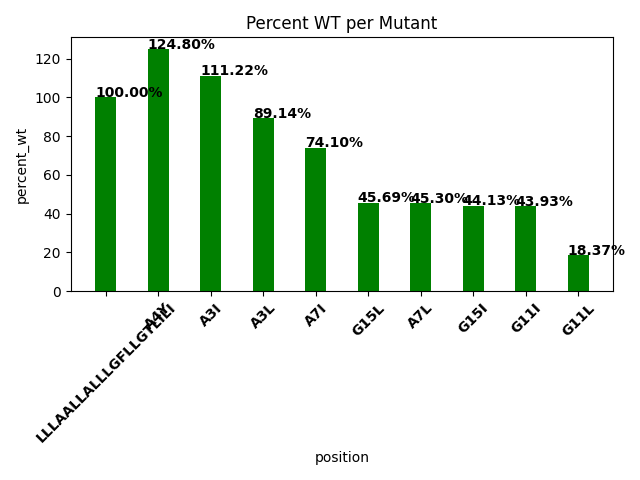 Percent WT per Mutant
124.80%
111.22%
100.00%
89.14%
74.10%
45.69%
45.30%
44.13%
43.93%
18.37%
120
100
80
60
40
20
0
percent_wt
LLLAALLALLLGFLLGTLILI
A4Y
A3I
A3L
A7I
G15L
A7L
G15I
G11I
G11L
position